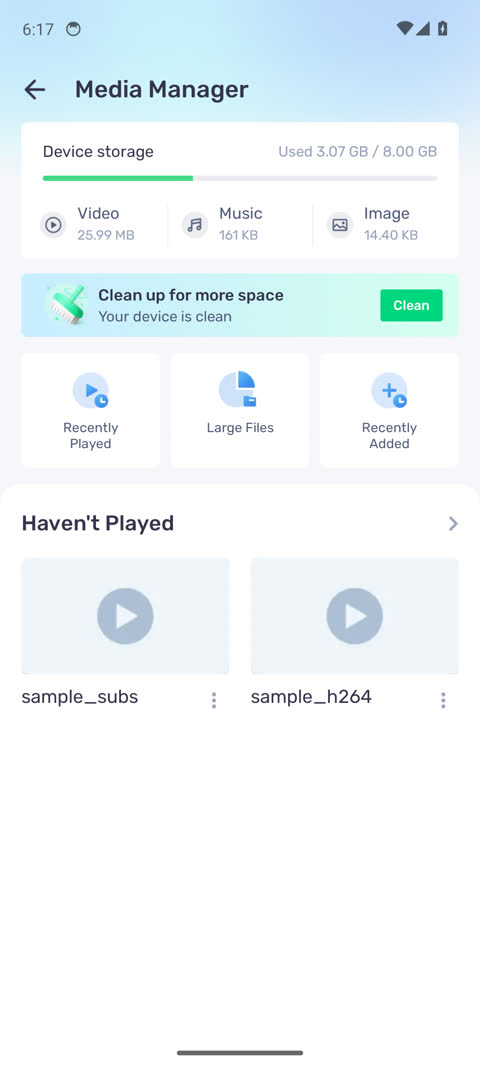 6:17
Media Manager
Device storage
Used 3.07 GB / 8.00 GB
Video
25.99 MB
Music
161 KB
Image
14.40 KB
Clean up for more space
Your device is clean
Clean
Recently
Played
Large Files
Recently
Added
Haven't Played
sample_subs
sample_h264